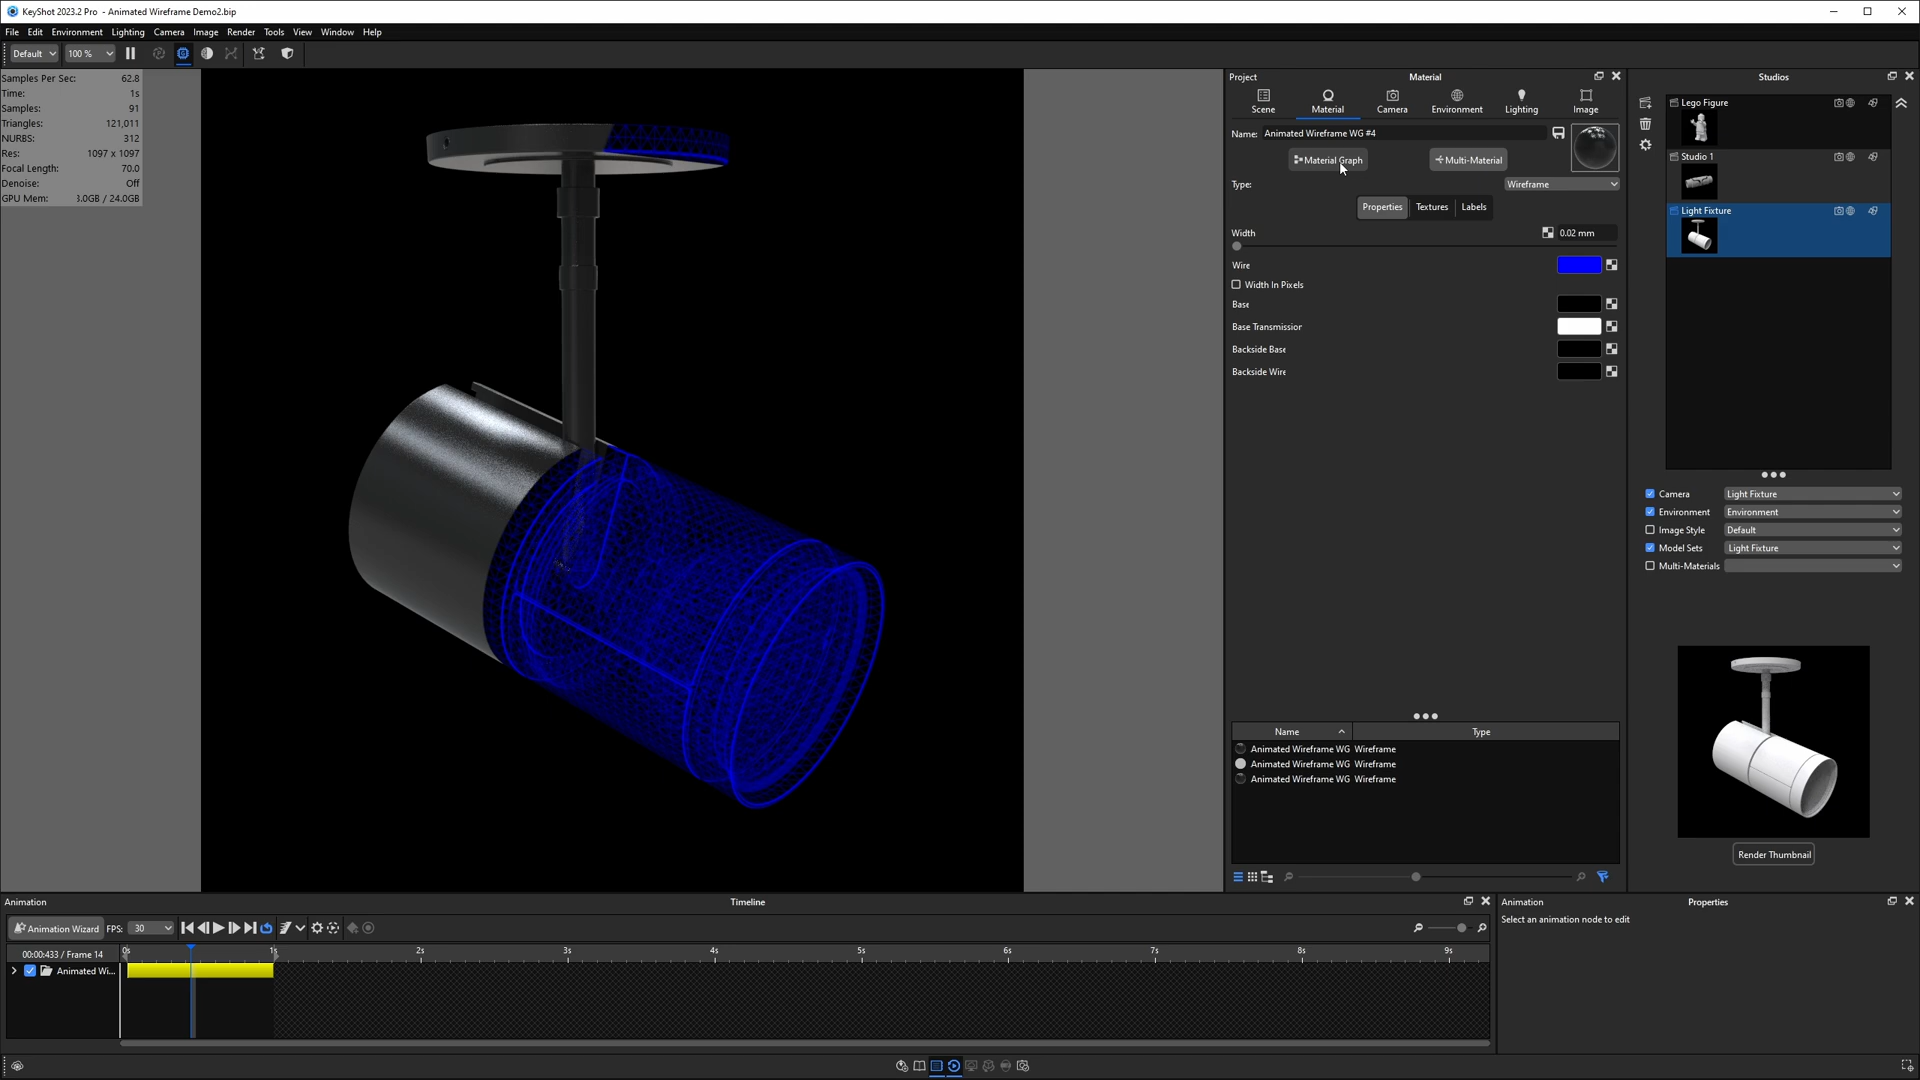 KeyShot 2023.2 Pro - Animated Wireframe Demo2.bip
File Edit Environment Lighting Camera Image Render Tools View Window Help
Default 100 %
Samples Per Sec: 62.8
Time: 1s
Samples: 91
Triangles: 121,011
NURBS: 312
Res: 1097 x 1097
Focal Length: 70.0
Denoise: Off
GPU Mem: 3.0GB / 24.0GB
Project Material
Scene Material Camera Environment Lighting Image
Name: Animated Wireframe WG #4
Material Graph Multi-Material
Type: Wireframe
Properties Textures Labels
Width 0.02 mm
Wire
Width In Pixels
Base
Base Transmission
Backside Base
Backside Wire
Name Type
Animated Wireframe WG Wireframe
Animated Wireframe WG Wireframe
Animated Wireframe WG Wireframe
Studios
Lego Figure
Studio 1
Light Fixture
Camera Light Fixture
Environment Environment
Image Style Default
Model Sets Light Fixture
Multi-Materials
Render Thumbnail
Animation Timeline
Animation Wizard FPS: 30
00:00:433 / Frame 14
0s 1s 2s 3s 4s 5s 6s 7s 8s 9s
Animated Wi...
Animation Properties
Select an animation node to edit